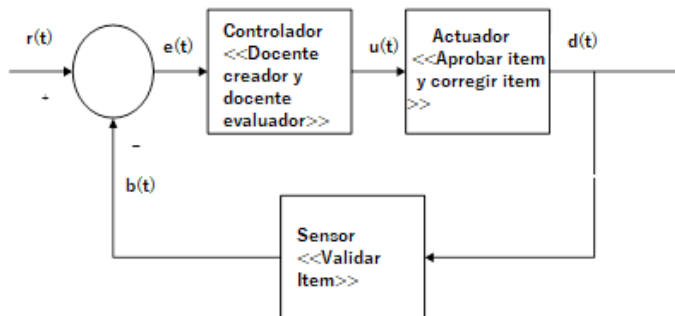 r(t)
+
e(t)
Controlador
<<Docente
creador y
docente
evaluador>>
u(t)
Actuador
<<Aprobar item
y corregir item
>>
d(t)
−
b(t)
Sensor
<<Validar
Item>>